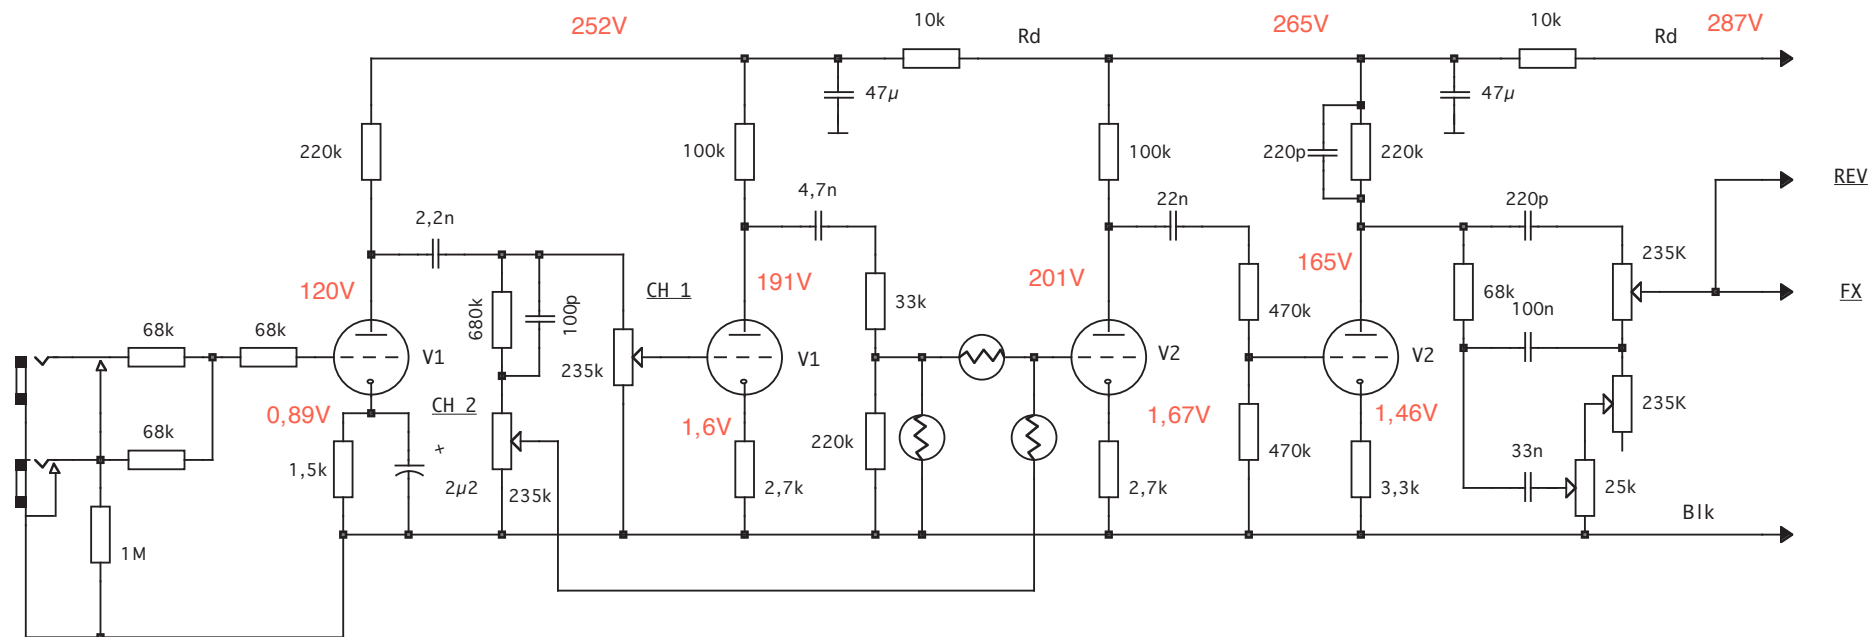 252V
10k
Rd
265V
10k
Rd
287V
47µ
47µ
220k
100k
100k
220p
220k
REV
4,7n
22n
220p
2,2n
235K
120V
CH 1
191V
201V
165V
FX
680k
100p
33k
470k
68k
100n
68k
68k
V1
V1
V2
V2
235k
235K
0,89V
CH 2
1,6V
1,67V
1,46V
68k
220k
470k
33n
1,5k
+
2µ2
235k
2,7k
2,7k
3,3k
25k
Blk
1M